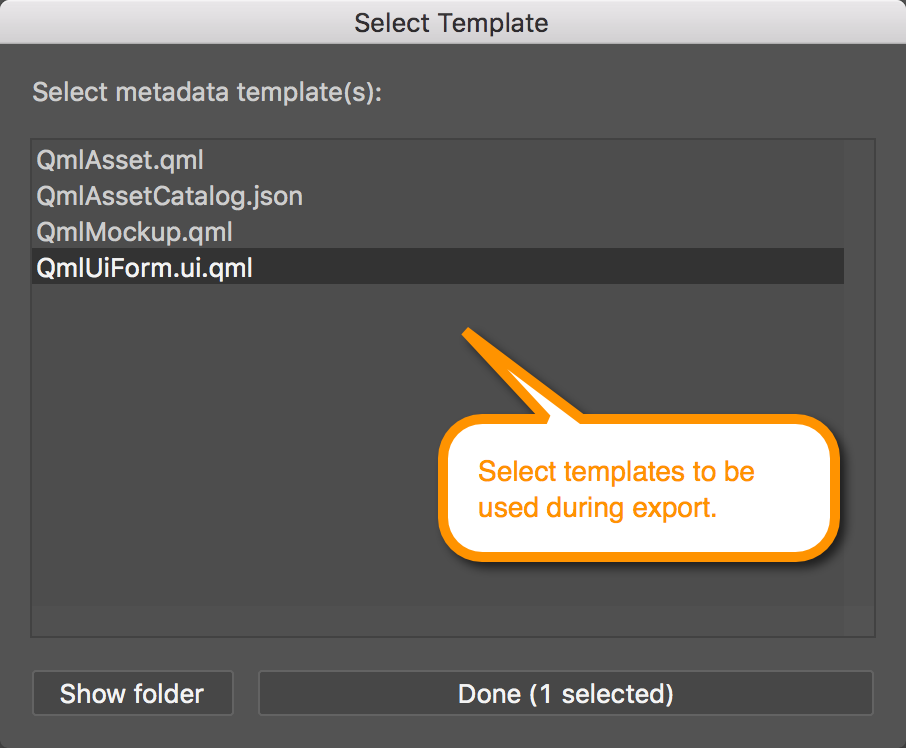 Select Template
Select metadata template(s):
QmlAsset.qml
QmlAssetCatalog.json
QmlMockup.qml
QmlUiForm.ui.qml
Select templates to be
used during export.
Show folder
Done (1 selected)